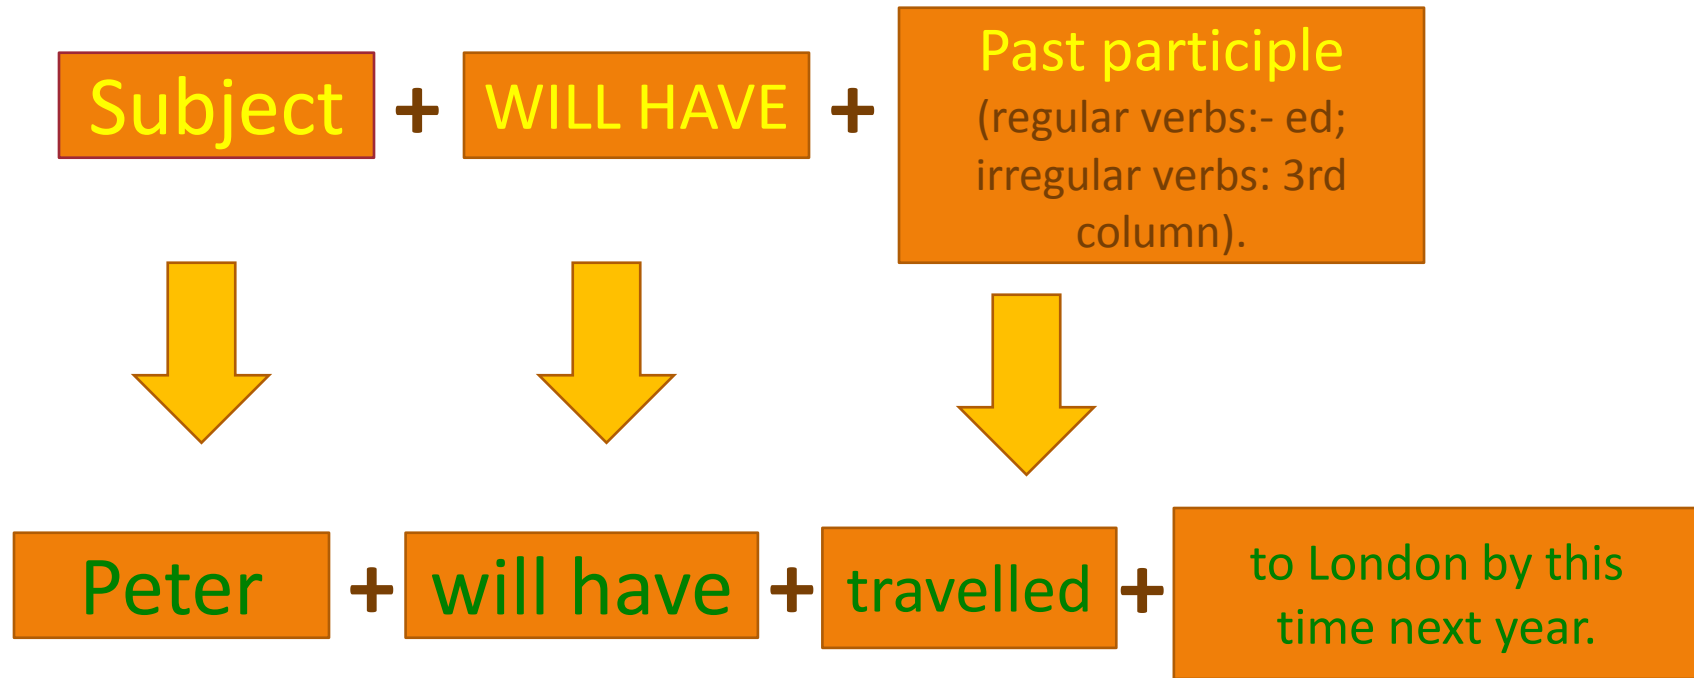 Subject + WILL HAVE + Past participle
(regular verbs:- ed;
irregular verbs: 3rd
column).
Peter + will have + travelled + to London by this
time next year.